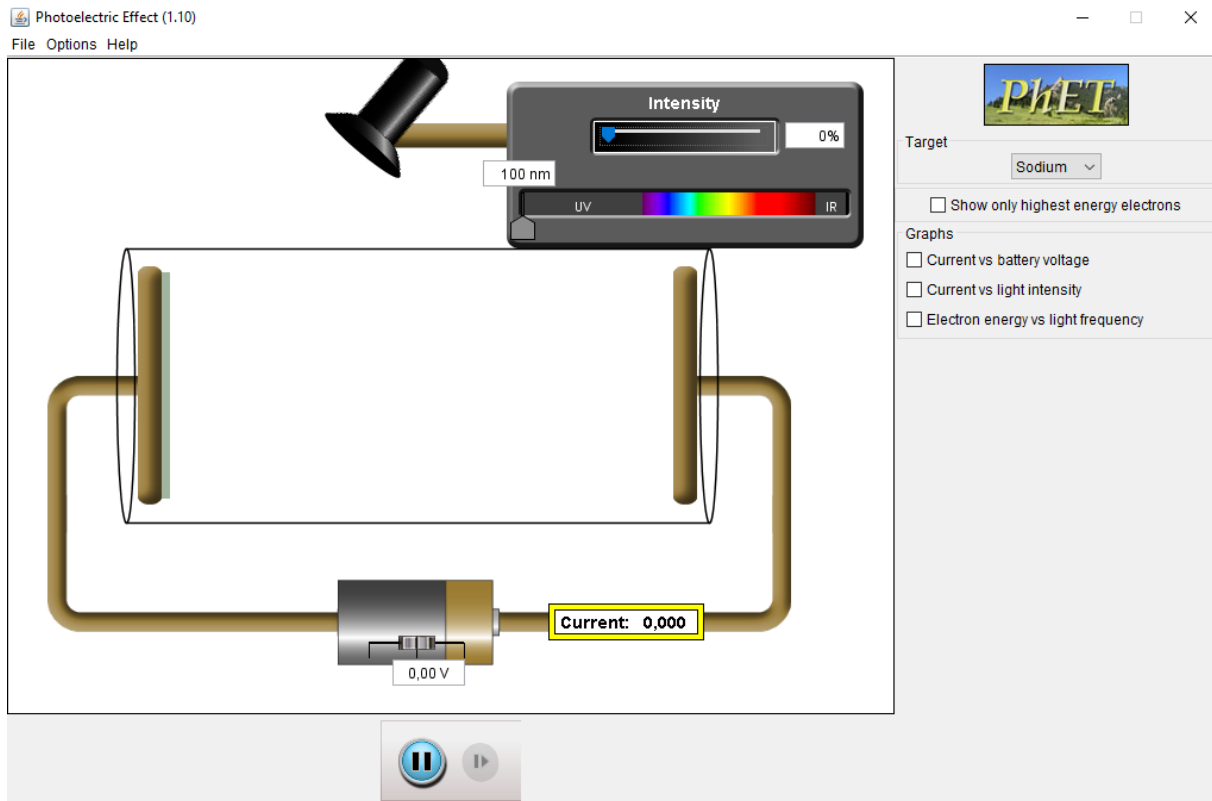 Photoelectric Effect (1.10)
File Options Help
Intensity
0%
100 nm
UV
IR
Current: 0,000
0,00 V
PhET
Target
Sodium
Show only highest energy electrons
Graphs
Current vs battery voltage
Current vs light intensity
Electron energy vs light frequency